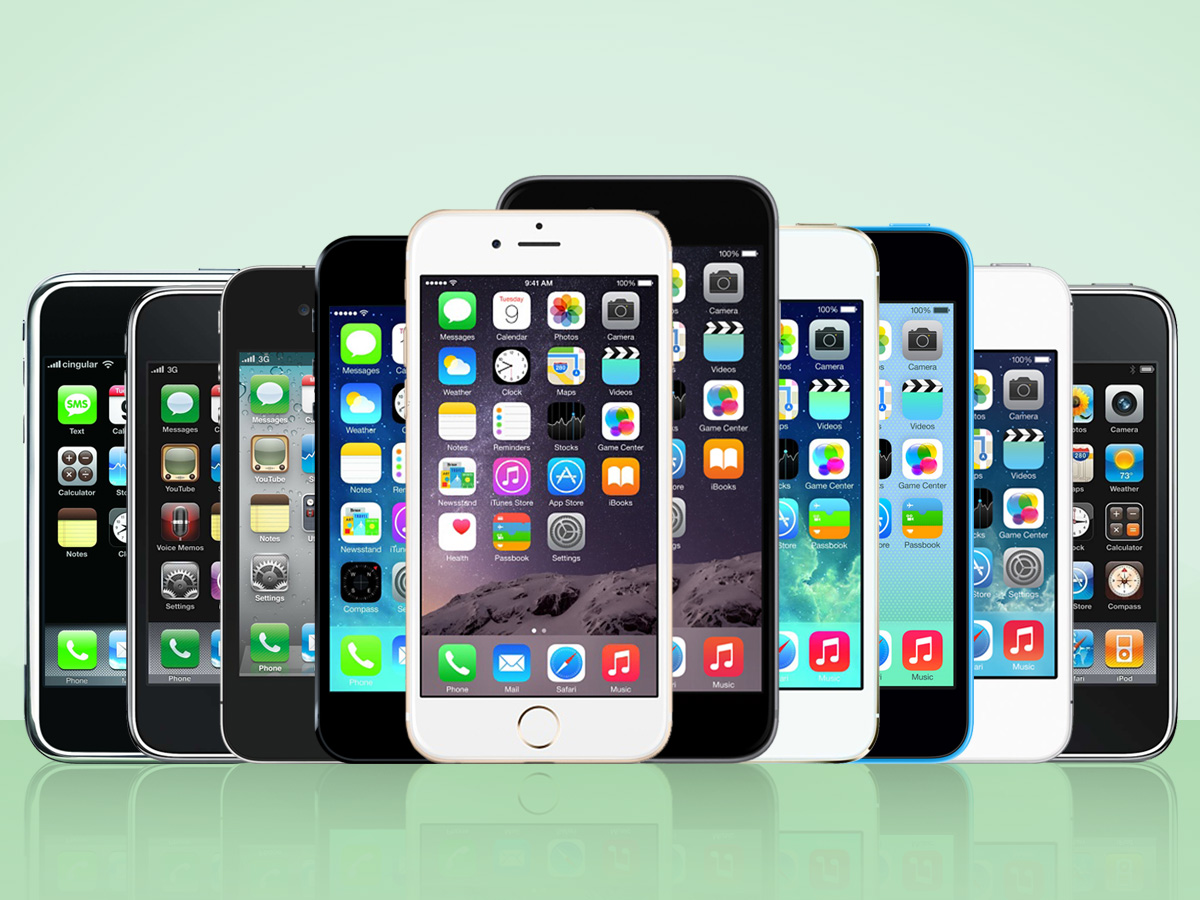 cingular
Text
Calculator
Notes
Phone
SMS
3G
Messages
YouTube
Voice Memos
Settings
Phone
3G
Messages
YouTube
Notes
Settings
Phone
Messages
Weather
Notes
Newsstand
Compass
Phone
9:41 AM 100%
Tuesday
9
Messages Calendar Photos Camera
280
Weather Clock Maps Videos
Notes Reminders Stocks Game Center
Newsstand iTunes Store App Store iBooks
Health Passbook Settings
Phone Mail Safari Music
100%
Camera
Videos
Game Center
iBooks
Music
100%
Camera
Videos
Game Center
Passbook
Music
100%
Camera
Videos
Game Center
Passbook
Music
100%
Camera
Videos
Game Center
Settings
Music
Camera
280
73°
Weather
Calculator
Store Compass
iPod